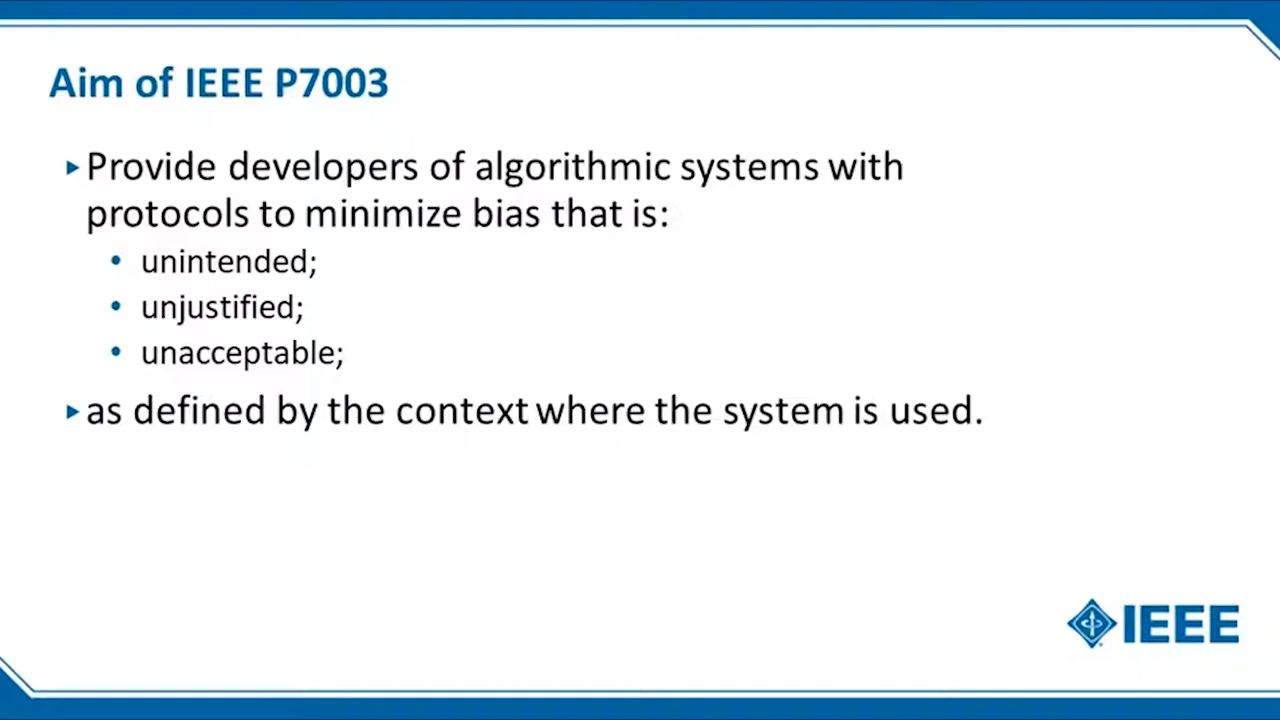 Aim of IEEE P7003
▸Provide developers of algorithmic systems with
protocols to minimize bias that is:
• unintended;
• unjustified;
• unacceptable;
▸as defined by the context where the system is used.
IEEE